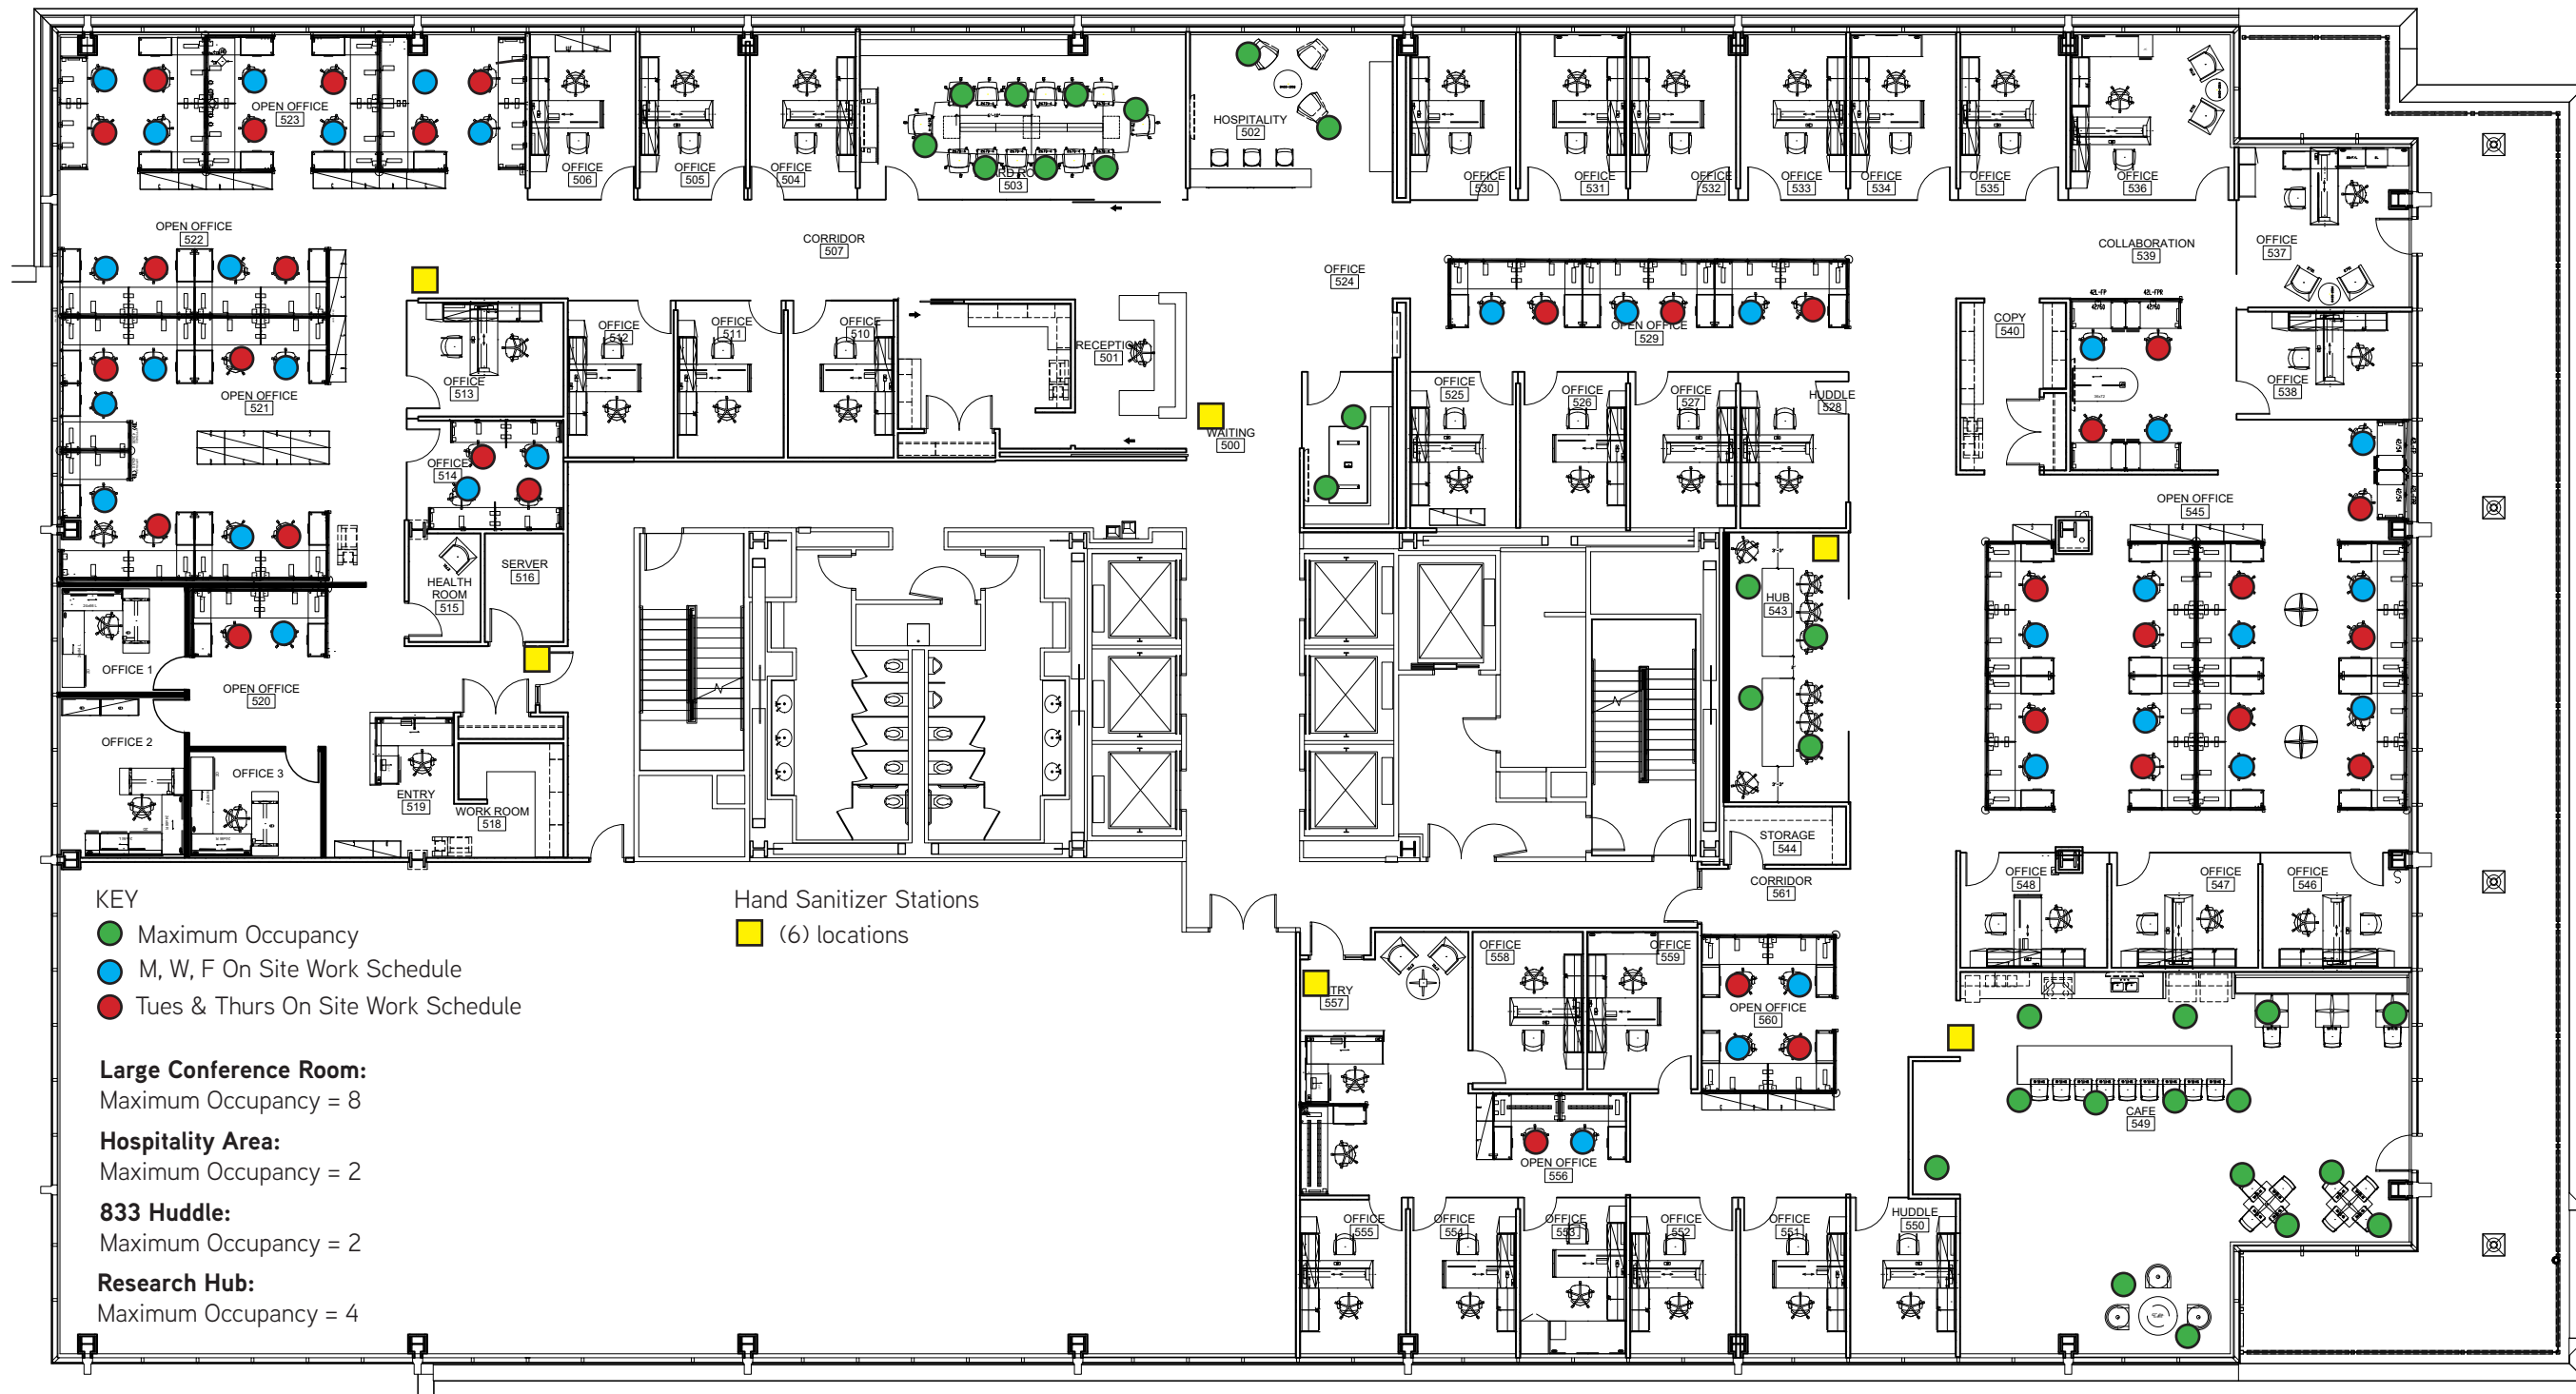 OPEN OFFICE
523
OFFICE
506
OFFICE
505
OFFICE
504
503
HOSPITALITY
502
OFFICE
530
OFFICE
531
OFFICE
532
OFFICE
533
OFFICE
534
OFFICE
535
OFFICE
536
OPEN OFFICE
522
CORRIDOR
507
OFFICE
524
COLLABORATION
539
OFFICE
537
OFFICE
512
OFFICE
511
OFFICE
510
RECEPTION
501
OPEN OFFICE
529
COPY
540
OFFICE
513
OFFICE
538
OPEN OFFICE
521
OFFICE
525
OFFICE
526
OFFICE
527
HUDDLE
528
WAITING
500
OFFICE
514
OPEN OFFICE
545
SERVER
516
HEALTH
ROOM
515
HUB
543
OFFICE 1
OPEN OFFICE
520
OFFICE 2
OFFICE 3
ENTRY
519
WORK ROOM
518
STORAGE
544
CORRIDOR
561
OFFICE
548
OFFICE
547
OFFICE
546
KEY
Maximum Occupancy
M, W, F On Site Work Schedule
Tues & Thurs On Site Work Schedule
Hand Sanitizer Stations
(6) locations
OFFICE
558
OFFICE
559
557
OPEN OFFICE
560
CAFE
549
OPEN OFFICE
556
Large Conference Room:
Maximum Occupancy = 8
Hospitality Area:
Maximum Occupancy = 2
833 Huddle:
Maximum Occupancy = 2
Research Hub:
Maximum Occupancy = 4
OFFICE
555
OFFICE
554
OFFICE
553
OFFICE
552
OFFICE
551
HUDDLE
550